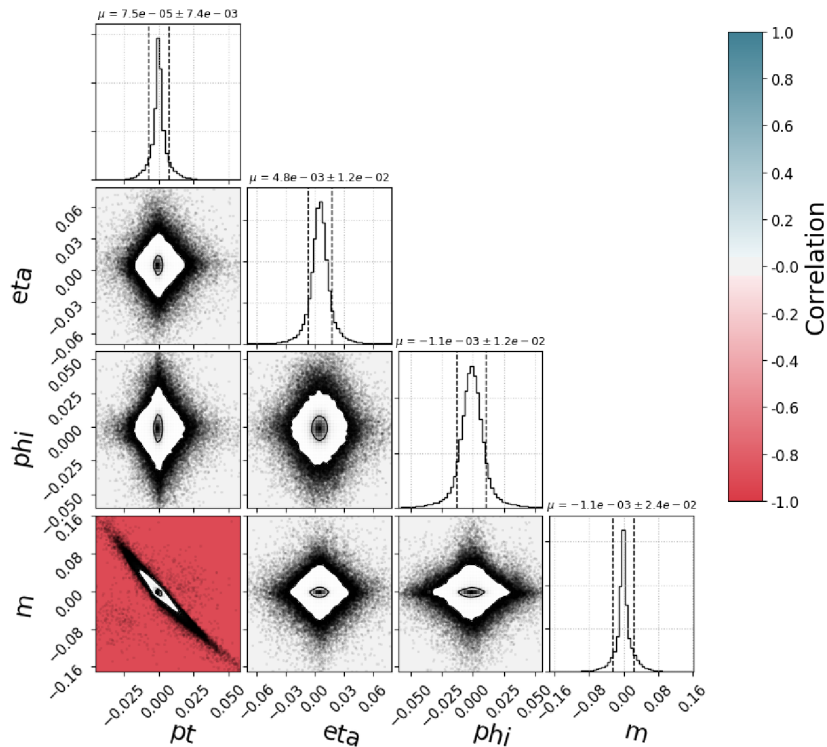 μ = 7.5e−05 ± 7.4e−03
1.0
0.8
0.6
0.4
0.2
-0.0
-0.2
-0.4
-0.6
-0.8
-1.0
Correlation
μ = 4.8e−03 ± 1.2e−02
eta
0.06
0.03
0.00
−0.03
−0.06
μ = −1.1e−03 ± 1.2e−02
phi
0.050
0.025
0.000
−0.025
−0.050
μ = −1.1e−03 ± 2.4e−02
m
0.16
0.08
0.00
−0.08
−0.16
−0.025 0.000 0.025 0.050 −0.06 −0.03 0.00 0.03 0.06 −0.050 −0.025 0.000 0.025 0.050 −0.16 −0.08 0.00 0.08 0.16
pt eta phi m